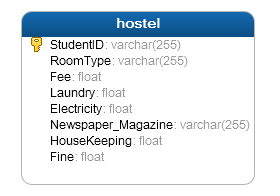 hostel
StudentID: varchar(255)
RoomType: varchar(255)
Fee: float
Laundry: float
Electricity: float
Newspaper_Magazine: varchar(255)
HouseKeeping: float
Fine: float